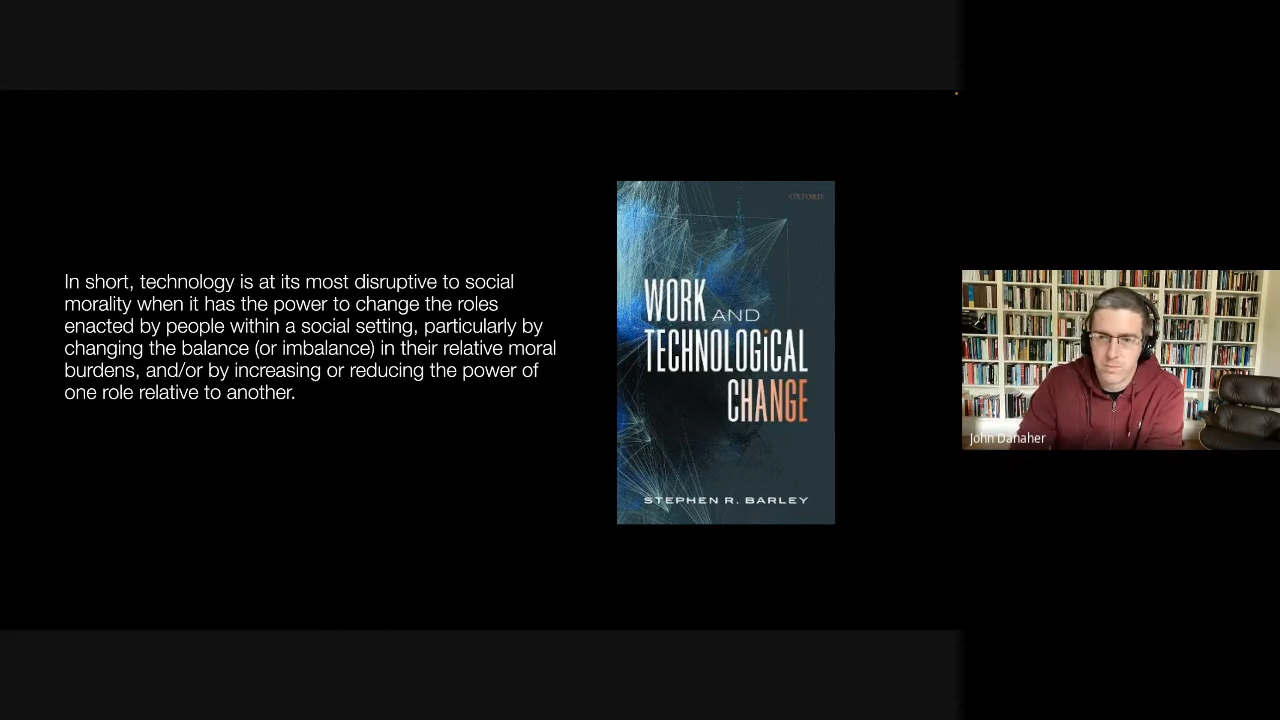 In short, technology is at its most disruptive to social
morality when it has the power to change the roles
enacted by people within a social setting, particularly by
changing the balance (or imbalance) in their relative moral
burdens, and/or by increasing or reducing the power of
one role relative to another.
OXFORD
WORK AND
TECHNOLOGiCAL
CHANGE
STEPHEN R. BARLEY
John Danaher